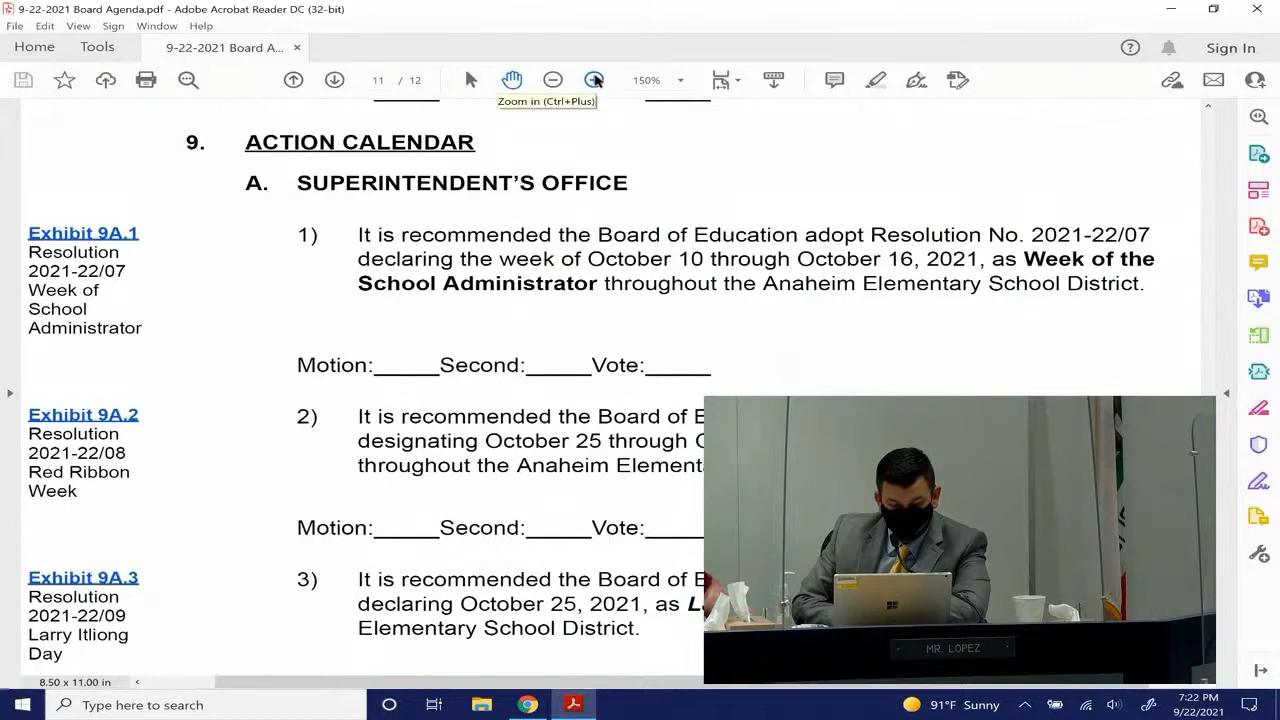 9-22-2021 Board Agenda.pdf - Adobe Acrobat Reader DC (32-bit)
File Edit View Sign Window Help
Home Tools 9-22-2021 Board A... × Sign In
11 / 12 150%
Zoom in (Ctrl+Plus)
9. ACTION CALENDAR
A. SUPERINTENDENT'S OFFICE
Exhibit 9A.1
Resolution
2021-22/07
Week of
School
Administrator
1) It is recommended the Board of Education adopt Resolution No. 2021-22/07
declaring the week of October 10 through October 16, 2021, as Week of the
School Administrator throughout the Anaheim Elementary School District.
Motion:_____Second:_____Vote:_____
Exhibit 9A.2
Resolution
2021-22/08
Red Ribbon
Week
2) It is recommended the Board of E
designating October 25 through O
throughout the Anaheim Element
Motion:_____Second:_____Vote:_____
Exhibit 9A.3
Resolution
2021-22/09
Larry Itliong
Day
3) It is recommended the Board of E
declaring October 25, 2021, as L
Elementary School District.
MR. LOPEZ
8.50 x 11.00 in
Type here to search
91°F Sunny
7:22 PM
9/22/2021